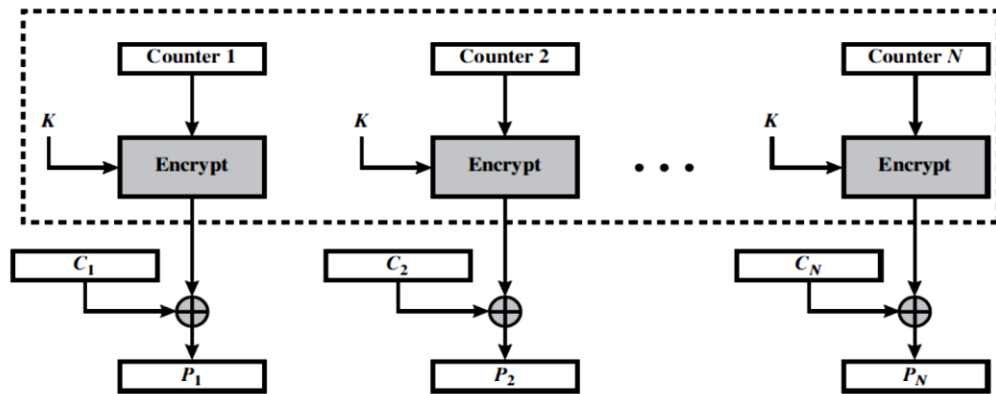 Counter 1 Counter 2 Counter N
K K K
Encrypt Encrypt • • • Encrypt
C1 C2 CN
P1 P2 PN